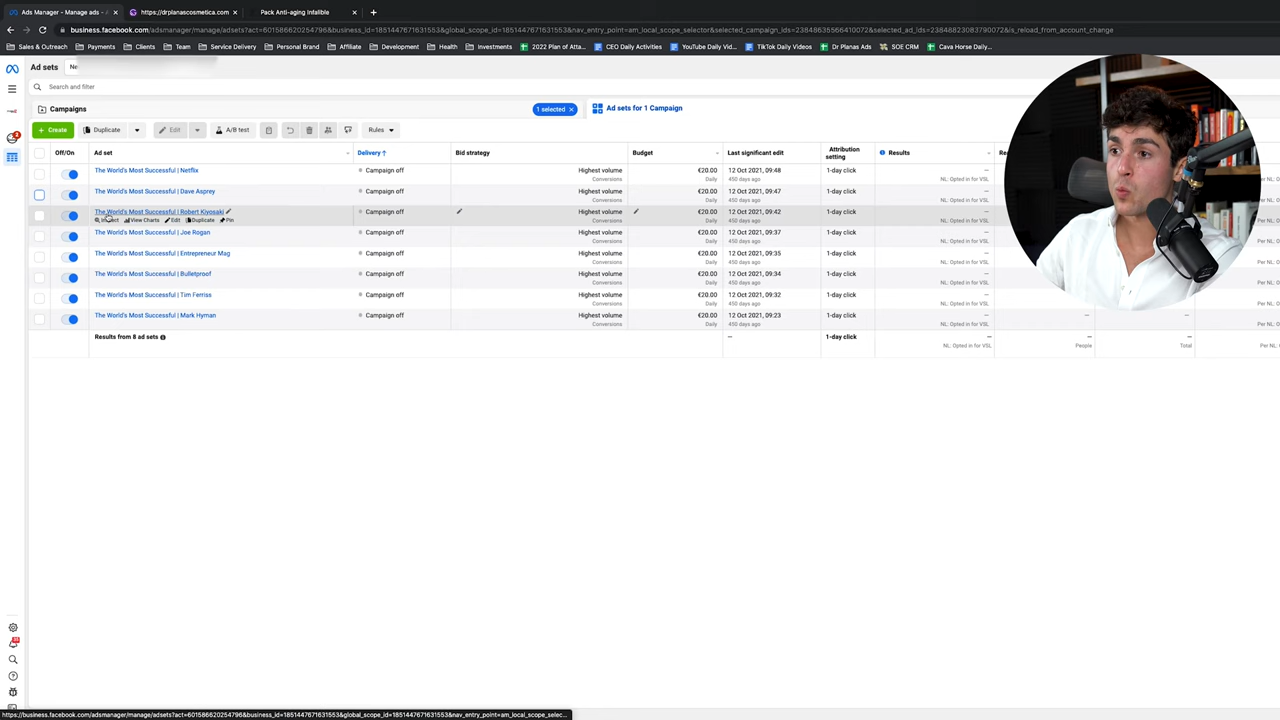 Ads Manager - Manage ads - ×
https://drplanascosmetica.com ×
Pack Anti-aging Infalible ×
business.facebook.com/adsmanager/manage/adsets?act=601586620254796&business_id=1851447671631553&global_scope_id=1851447671631553&nav_entry_point=am_local_scope_selector&selected_campaign_ids=23848635566410072&selected_ad_ids=23848823083790072&is_reload_from_account_change
Sales & Outreach Payments Clients Team Service Delivery Personal Brand Affiliate Development Health Investments 2022 Plan of Atta... CEO Daily Activities YouTube Daily Vid... TikTok Daily Videos Dr Planas Ads SOE CRM Cava Horse Daily...
Ad sets Ne
Search and filter
Campaigns 1 selected × Ad sets for 1 Campaign
+ Create Duplicate Edit A/B test Rules
Off/On Ad set Delivery ↑ Bid strategy Budget Last significant edit Attribution setting Results Re
The World's Most Successful | Netflix Campaign off Highest volume €20.00 12 Oct 2021, 09:48 1-day click —
Conversions Daily 450 days ago NL: Opted in for VSL
The World's Most Successful | Dave Asprey Campaign off Highest volume €20.00 12 Oct 2021, 09:44 1-day click —
Conversions Daily 450 days ago NL: Opted in for VSL
The World's Most Successful | Robert Kiyosaki Campaign off Highest volume €20.00 12 Oct 2021, 09:42 1-day click —
View Charts Edit Duplicate Pin Conversions Daily 450 days ago NL: Opted in for VSL
The World's Most Successful | Joe Rogan Campaign off Highest volume €20.00 12 Oct 2021, 09:37 1-day click —
Conversions Daily 450 days ago NL: Opted in for VSL
The World's Most Successful | Entrepreneur Mag Campaign off Highest volume €20.00 12 Oct 2021, 09:35 1-day click —
Conversions Daily 450 days ago NL: Opted in for VSL
The World's Most Successful | Bulletproof Campaign off Highest volume €20.00 12 Oct 2021, 09:34 1-day click —
Conversions Daily 450 days ago NL: Opted in for VSL
The World's Most Successful | Tim Ferriss Campaign off Highest volume €20.00 12 Oct 2021, 09:32 1-day click —
Conversions Daily 450 days ago NL: Opted in for VSL
The World's Most Successful | Mark Hyman Campaign off Highest volume €20.00 12 Oct 2021, 09:23 1-day click — — —
Conversions Daily 450 days ago NL: Opted in for VSL
Results from 8 ad sets — 1-day click — — —
NL: Opted in for VSL People Total Per NL: O
https://business.facebook.com/adsmanager/manage/adsets?act=601586620254796&business_id=1851447671631553&global_scope_id=1851447671631553&nav_entry_point=am_local_scope_selec...